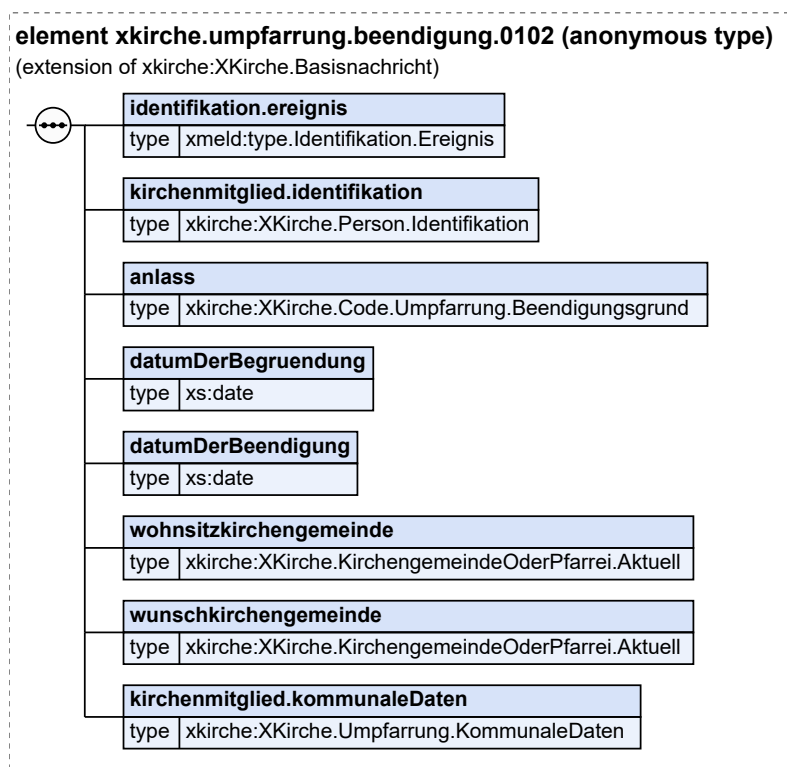 element xkirche.umpfarrung.beendigung.0102 (anonymous type)
(extension of xkirche:XKirche.Basisnachricht)
identifikation.ereignis
type xmeld:type.Identifikation.Ereignis
kirchenmitglied.identifikation
type xkirche:XKirche.Person.Identifikation
anlass
type xkirche:XKirche.Code.Umpfarrung.Beendigungsgrund
datumDerBegruendung
type xs:date
datumDerBeendigung
type xs:date
wohnsitzkirchengemeinde
type xkirche:XKirche.KirchengemeindeOderPfarrei.Aktuell
wunschkirchengemeinde
type xkirche:XKirche.KirchengemeindeOderPfarrei.Aktuell
kirchenmitglied.kommunaleDaten
type xkirche:XKirche.Umpfarrung.KommunaleDaten